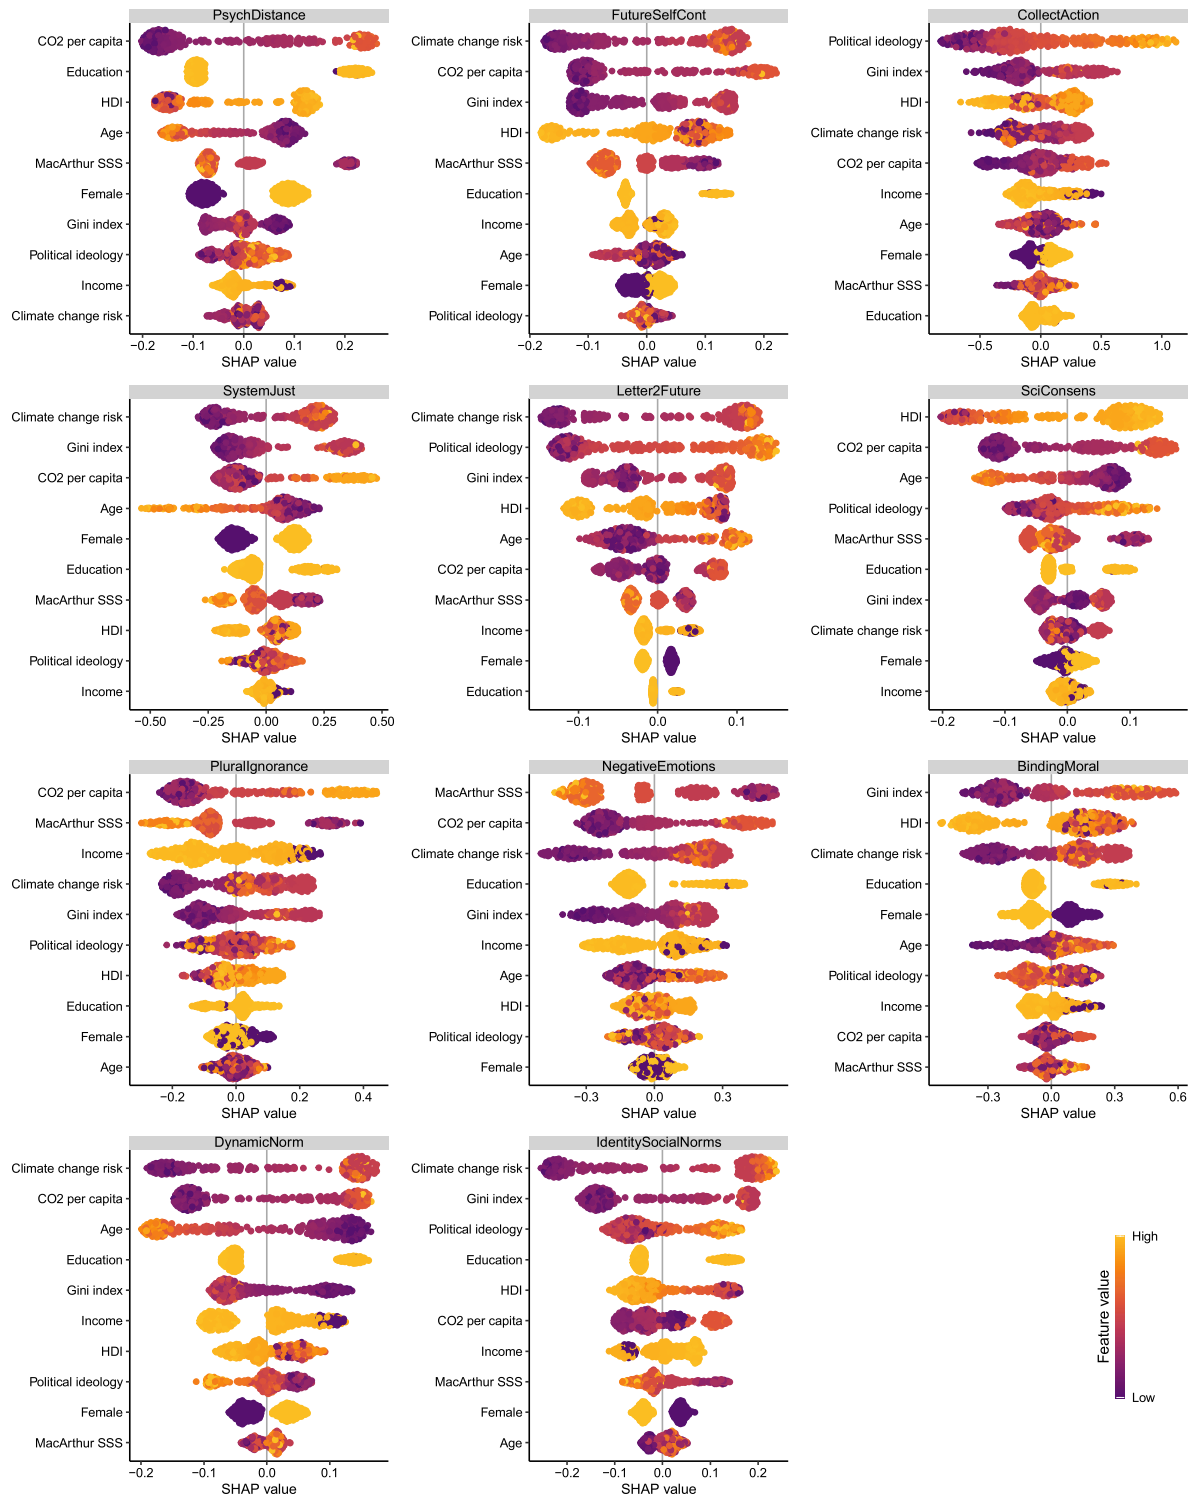 PsychDistance
CO2 per capita
Education
HDI
Age
MacArthur SSS
Female
Gini index
Political ideology
Income
Climate change risk
−0.2 −0.1 0.0 0.1 0.2
SHAP value
FutureSelfCont
Climate change risk
CO2 per capita
Gini index
HDI
MacArthur SSS
Education
Income
Age
Female
Political ideology
−0.2 −0.1 0.0 0.1 0.2
SHAP value
CollectAction
Political ideology
Gini index
HDI
Climate change risk
CO2 per capita
Income
Age
Female
MacArthur SSS
Education
−0.5 0.0 0.5 1.0
SHAP value
SystemJust
Climate change risk
Gini index
CO2 per capita
Age
Female
Education
MacArthur SSS
HDI
Political ideology
Income
−0.50 −0.25 0.00 0.25 0.50
SHAP value
Letter2Future
Climate change risk
Political ideology
Gini index
HDI
Age
CO2 per capita
MacArthur SSS
Income
Female
Education
−0.1 0.0 0.1
SHAP value
SciConsens
HDI
CO2 per capita
Age
Political ideology
MacArthur SSS
Education
Gini index
Climate change risk
Female
Income
−0.2 −0.1 0.0 0.1
SHAP value
PluralIgnorance
CO2 per capita
MacArthur SSS
Income
Climate change risk
Gini index
Political ideology
HDI
Education
Female
Age
−0.2 0.0 0.2 0.4
SHAP value
NegativeEmotions
MacArthur SSS
CO2 per capita
Climate change risk
Education
Gini index
Income
Age
HDI
Political ideology
Female
−0.3 0.0 0.3
SHAP value
BindingMoral
Gini index
HDI
Climate change risk
Education
Female
Age
Political ideology
Income
CO2 per capita
MacArthur SSS
−0.3 0.0 0.3 0.6
SHAP value
DynamicNorm
Climate change risk
CO2 per capita
Age
Education
Gini index
Income
HDI
Political ideology
Female
MacArthur SSS
−0.2 −0.1 0.0 0.1
SHAP value
IdentitySocialNorms
Climate change risk
Gini index
Political ideology
Education
HDI
CO2 per capita
Income
MacArthur SSS
Female
Age
−0.2 −0.1 0.0 0.1 0.2
SHAP value
High
Feature value
Low